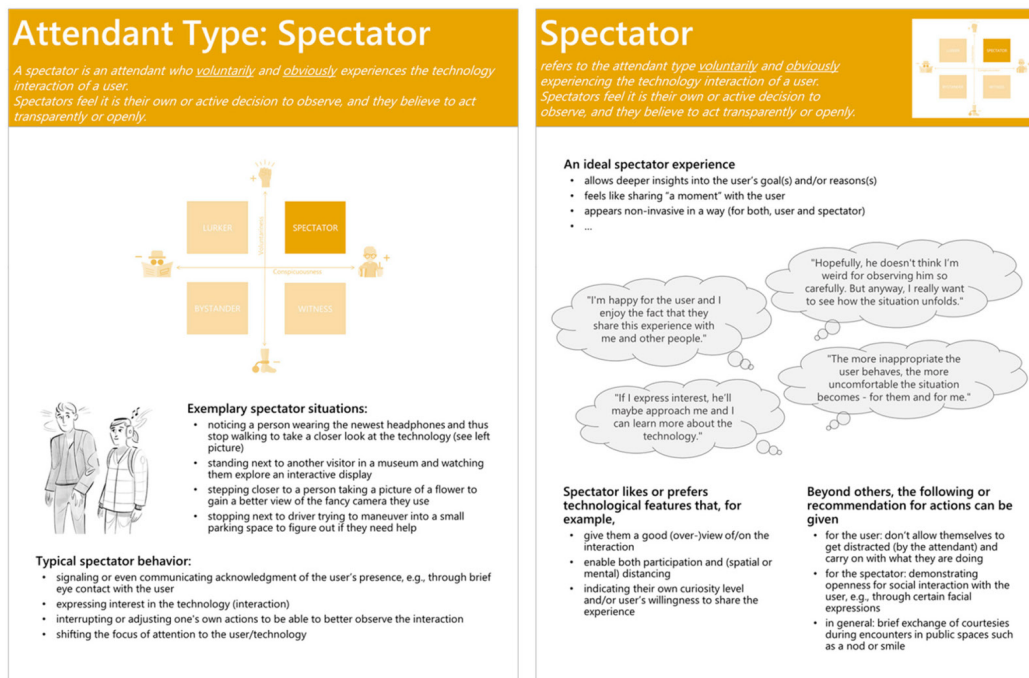 Attendant Type: Spectator
A spectator is an attendant who voluntarily and obviously experiences the technology
interaction of a user.
Spectators feel it is their own or active decision to observe, and they believe to act
transparently or openly.
+
LURKER
SPECTATOR
Voluntariness
-
+
Conspicuousness
BYSTANDER
WITNESS
-
Exemplary spectator situations:
• noticing a person wearing the newest headphones and thus
stop walking to take a closer look at the technology (see left
picture)
• standing next to another visitor in a museum and watching
them explore an interactive display
• stepping closer to a person taking a picture of a flower to
gain a better view of the fancy camera they use
• stopping next to driver trying to maneuver into a small
parking space to figure out if they need help
Typical spectator behavior:
• signaling or even communicating acknowledgment of the user's presence, e.g., through brief
eye contact with the user
• expressing interest in the technology (interaction)
• interrupting or adjusting one's own actions to be able to better observe the interaction
• shifting the focus of attention to the user/technology
Spectator
refers to the attendant type voluntarily and obviously
experiencing the technology interaction of a user.
Spectators feel it is their own or active decision to
observe, and they believe to act transparently or openly.
An ideal spectator experience
• allows deeper insights into the user's goal(s) and/or reasons(s)
• feels like sharing "a moment" with the user
• appears non-invasive in a way (for both, user and spectator)
• ...
"Hopefully, he doesn't think I'm
weird for observing him so
carefully. But anyway, I really want
to see how the situation unfolds."
"I'm happy for the user and I
enjoy the fact that they
share this experience with
me and other people."
"The more inappropriate the
user behaves, the more
uncomfortable the situation
becomes - for them and for me."
"If I express interest, he'll
maybe approach me and I
can learn more about the
technology."
Spectator likes or prefers
technological features that, for
example,
• give them a good (over-)view of/on the
interaction
• enable both participation and (spatial or
mental) distancing
• indicating their own curiosity level
and/or user's willingness to share the
experience
Beyond others, the following or
recommendation for actions can be
given
• for the user: don't allow themselves to
get distracted (by the attendant) and
carry on with what they are doing
• for the spectator: demonstrating
openness for social interaction with the
user, e.g., through certain facial
expressions
• in general: brief exchange of courtesies
during encounters in public spaces such
as a nod or smile